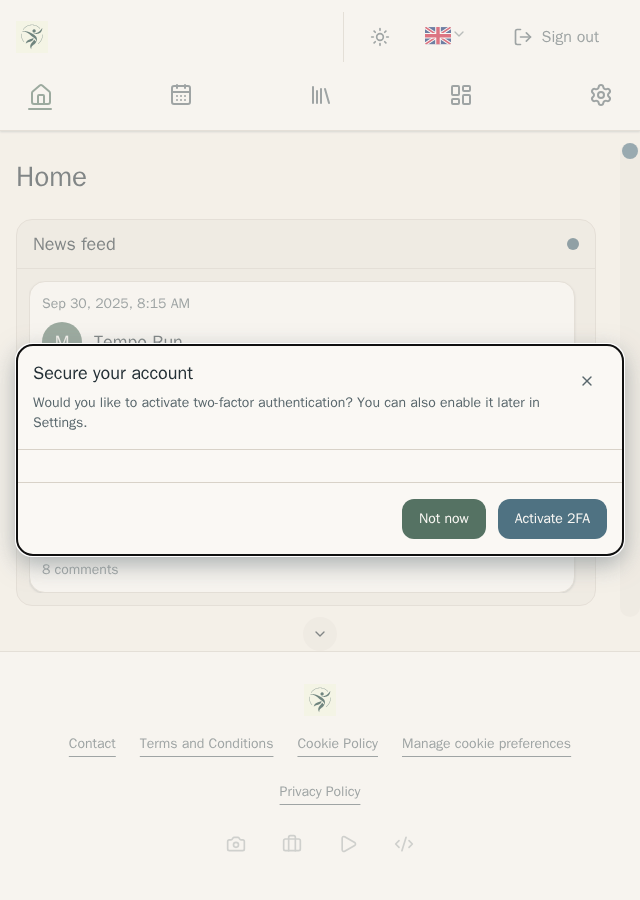 Sign out
Home
News feed
Sep 30, 2025, 8:15 AM
M Tempo Run
Secure your account
Would you like to activate two-factor authentication? You can also enable it later in
Settings.
Not now
Activate 2FA
8 comments
Contact
Terms and Conditions
Cookie Policy
Manage cookie preferences
Privacy Policy